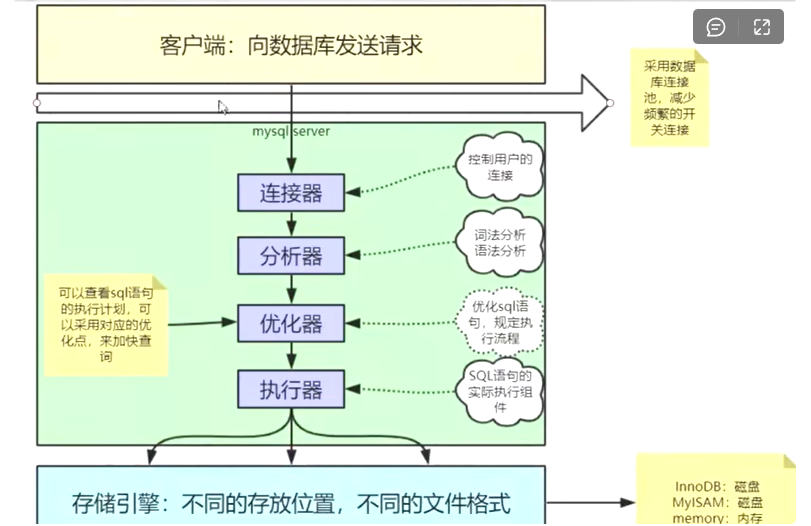 客户端：向数据库发送请求
采用数据
库连接
池，减少
频繁的开
关连接
mysql server
控制用户的
连接
连接器
词法分析
语法分析
分析器
可以查看sql语句
的执行计划，可
以采用对应的优
化点，来加快查
词
优化sql语
句，规定执
行流程
优化器
SQL语句的
实际执行组
件
执行器
存储引擎：不同的存放位置，不同的文件格式
InnoDB：磁盘
MyISAM：磁盘
memory：内存